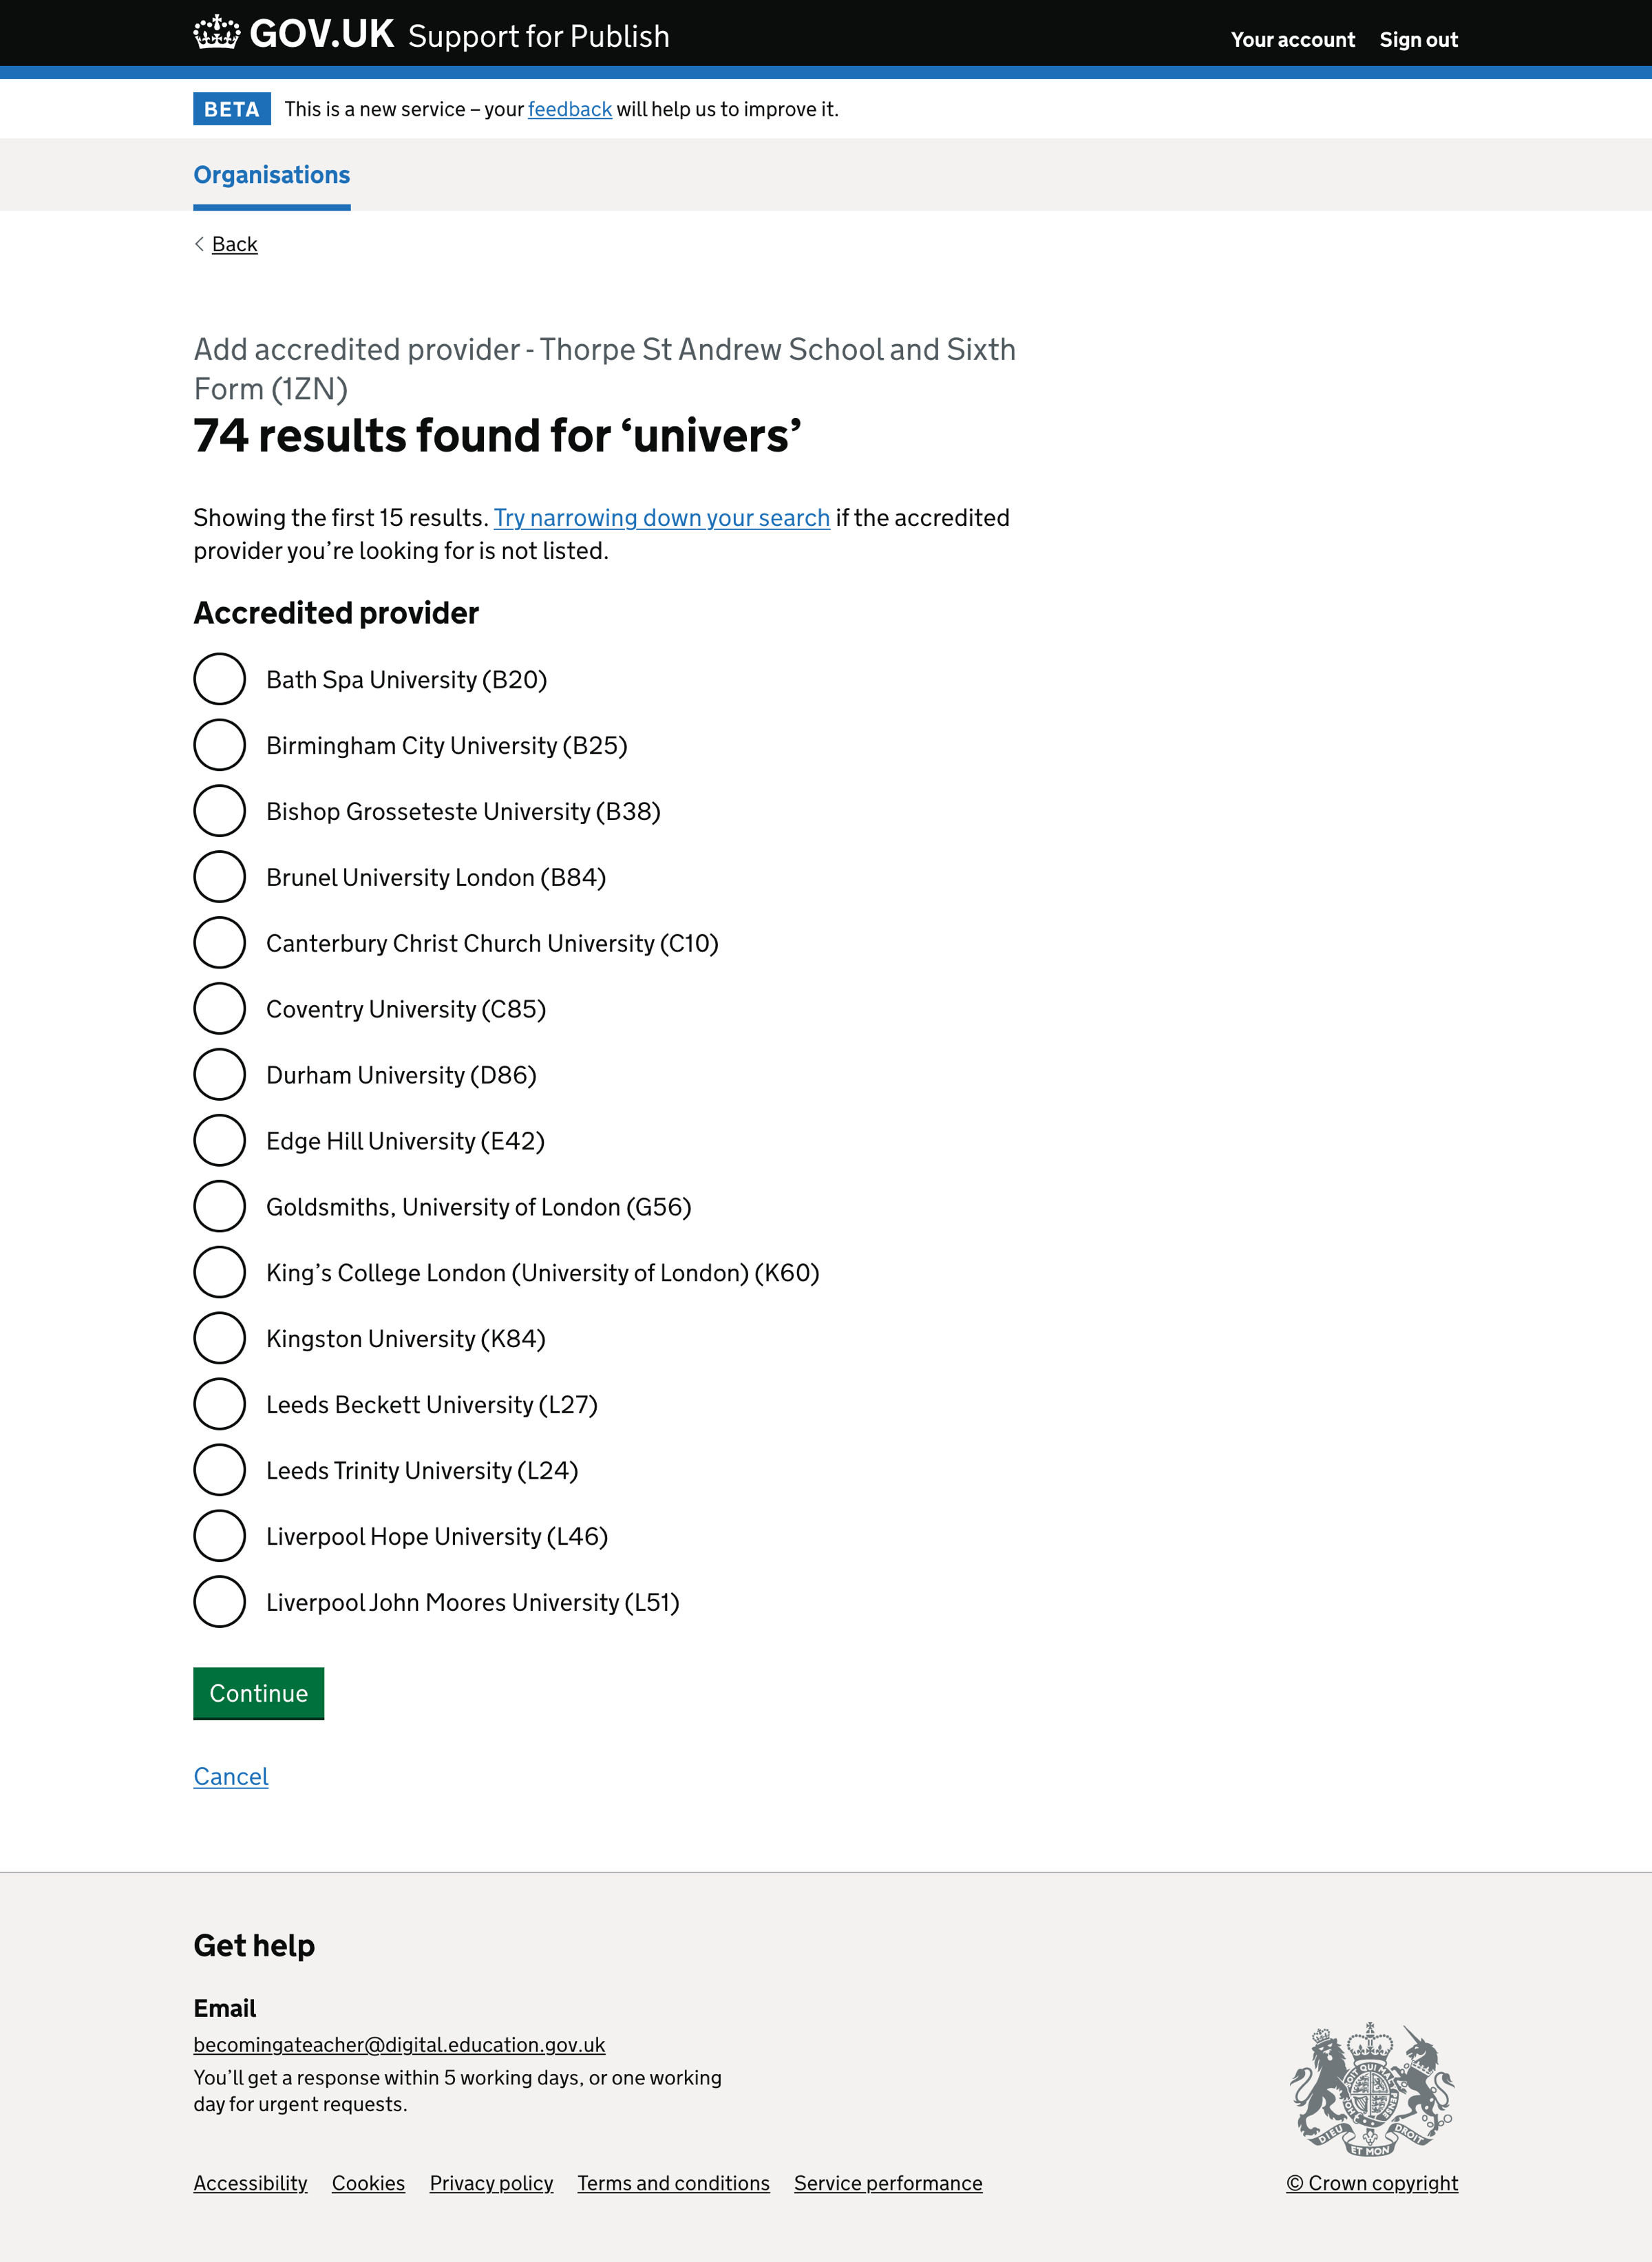 GOV.UK Support for Publish
Your account Sign out
BETA This is a new service – your feedback will help us to improve it.
Organisations
Back
Add accredited provider - Thorpe St Andrew School and Sixth
Form (1ZN)
74 results found for ‘univers’
Showing the first 15 results. Try narrowing down your search if the accredited
provider you’re looking for is not listed.
Accredited provider
Bath Spa University (B20)
Birmingham City University (B25)
Bishop Grosseteste University (B38)
Brunel University London (B84)
Canterbury Christ Church University (C10)
Coventry University (C85)
Durham University (D86)
Edge Hill University (E42)
Goldsmiths, University of London (G56)
King’s College London (University of London) (K60)
Kingston University (K84)
Leeds Beckett University (L27)
Leeds Trinity University (L24)
Liverpool Hope University (L46)
Liverpool John Moores University (L51)
Continue
Cancel
Get help
Email
becomingateacher@digital.education.gov.uk
You’ll get a response within 5 working days, or one working
day for urgent requests.
DIEU ET MON DROIT
Accessibility Cookies Privacy policy Terms and conditions Service performance
© Crown copyright